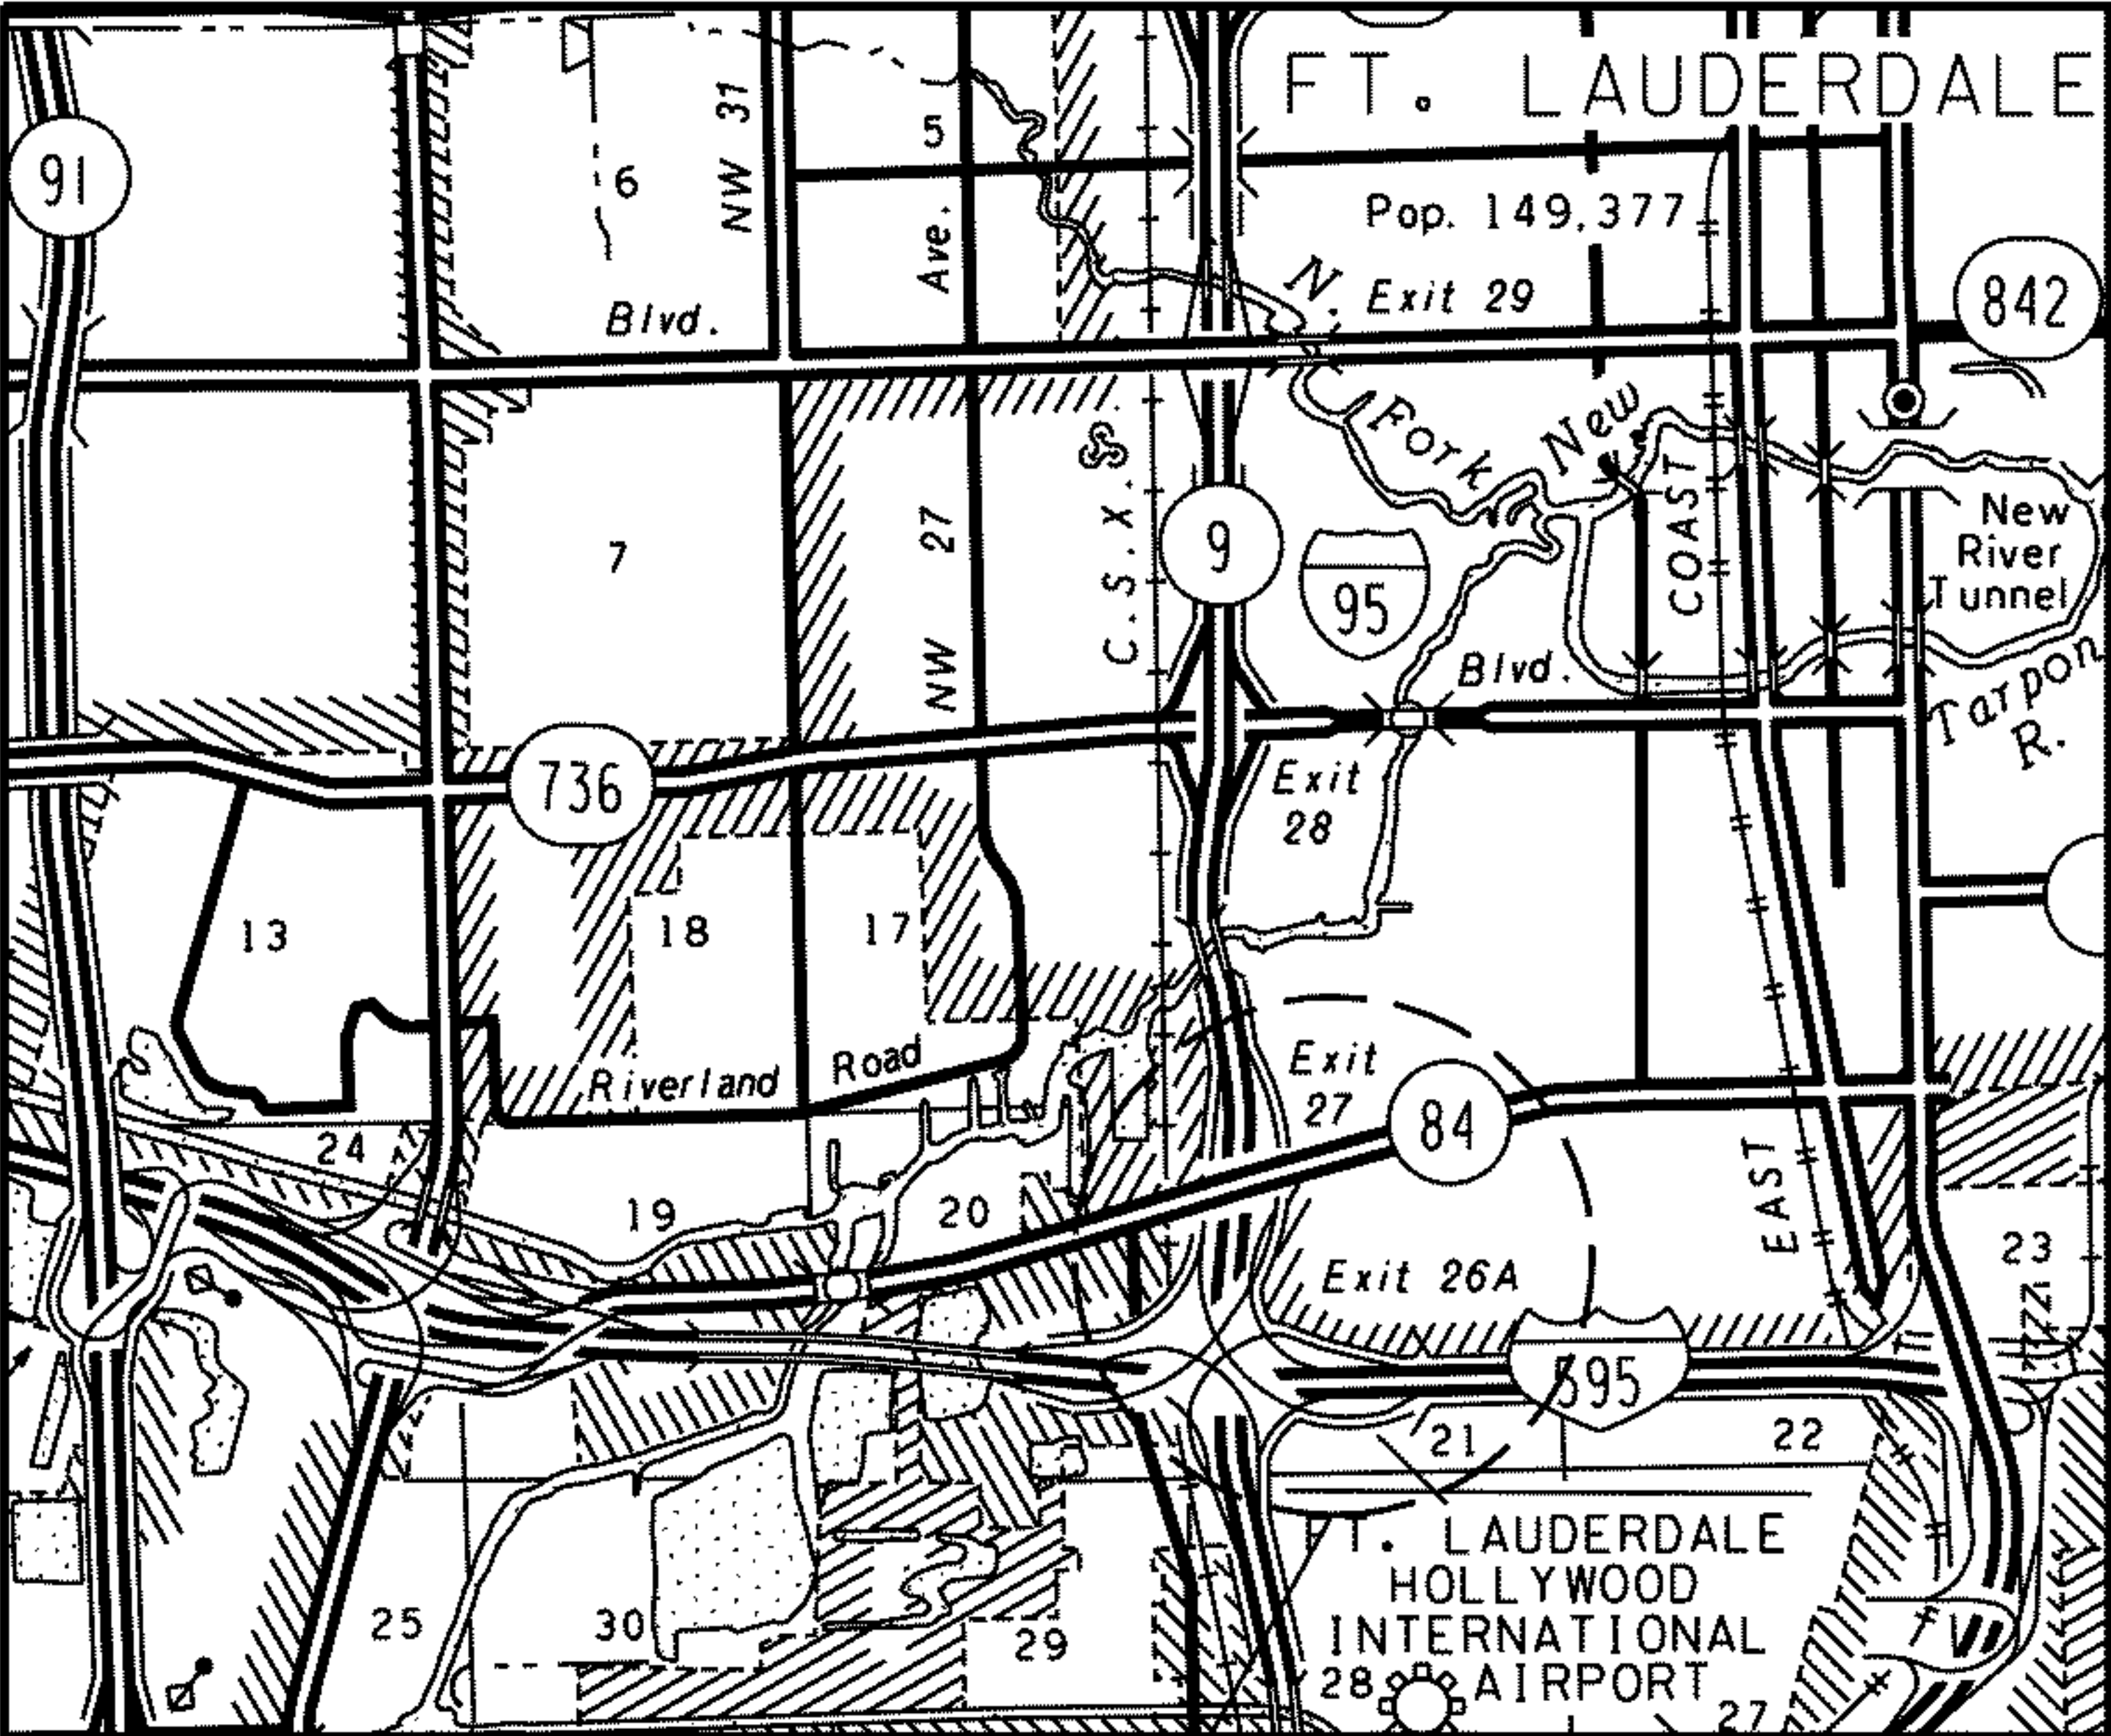 FT. LAUDERDALE
91
NW 31
5
6
Pop. 149,377
Ave.
N.
Exit 29
842
Blvd.
Fork
New
COAST
New
River
Tunnel
7
NW 27
C.S.X.
9
95
Blvd.
Tarpon
R.
736
Exit
28
13
18
17
Riverland Road
Exit
27
84
24
19
20
EAST
23
Exit 26A
595
21
22
FT. LAUDERDALE
HOLLYWOOD
INTERNATIONAL
AIRPORT
25
30
29
28
27